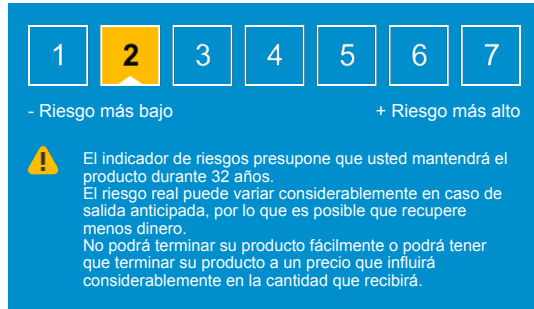 1 2 3 4 5 6 7
- Riesgo más bajo + Riesgo más alto
El indicador de riesgos presupone que usted mantendrá el
producto durante 32 años.
El riesgo real puede variar considerablemente en caso de
salida anticipada, por lo que es posible que recupere
menos dinero.
No podrá terminar su producto fácilmente o podrá tener
que terminar su producto a un precio que influirá
considerablemente en la cantidad que recibirá.